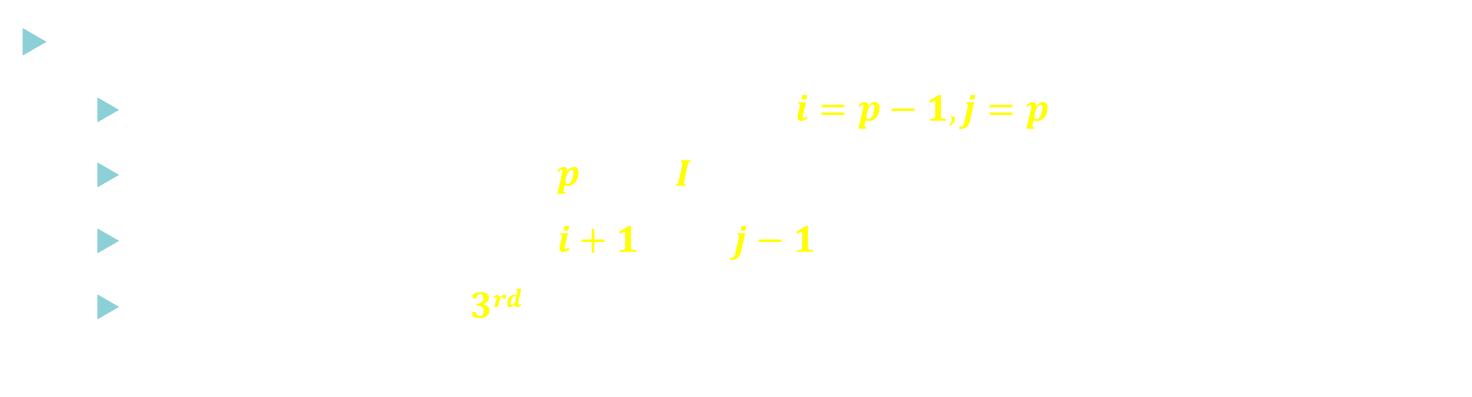 i = p − 1, j = p
p I
i + 1 j − 1
3rd